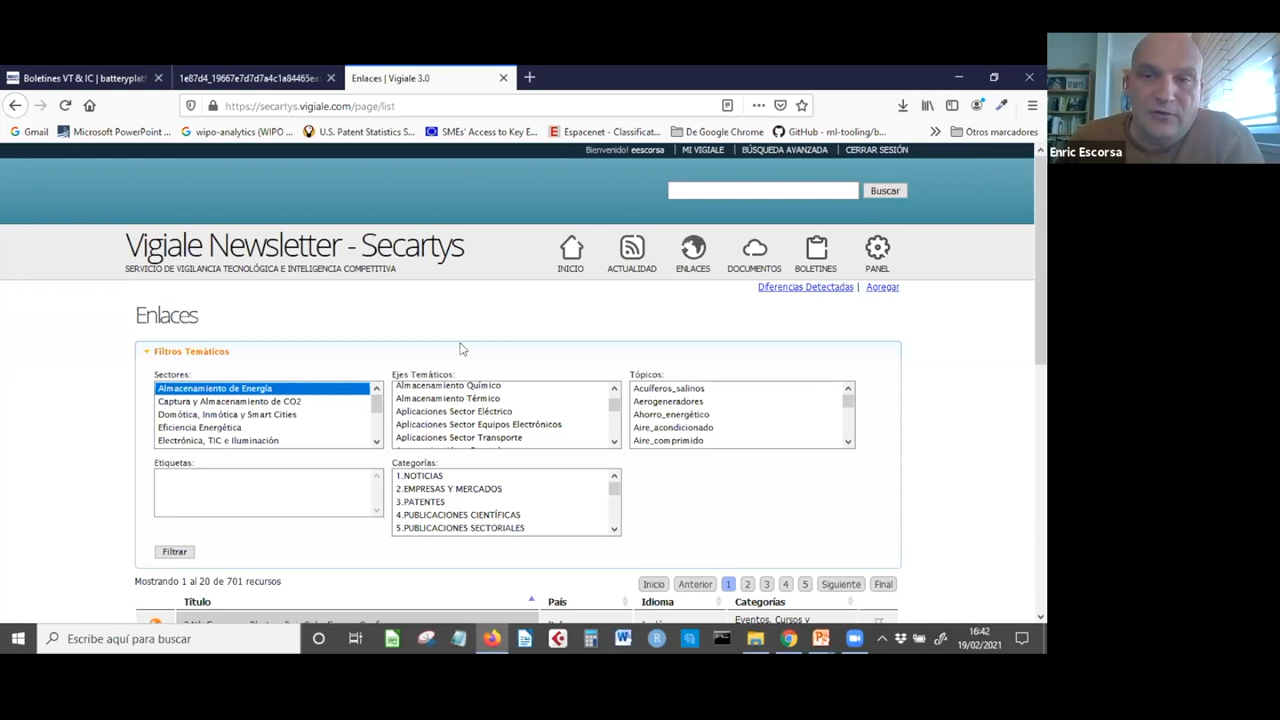 Boletines VT & IC | batteryplatf
1e87d4_19667e7d7d7a4c1a84465ee
Enlaces | Vigiale 3.0
https://secartys.vigiale.com/page/list
Gmail
Microsoft PowerPoint ...
wipo-analytics (WIPO ...
U.S. Patent Statistics S...
SMEs' Access to Key E...
Espacenet - Classificat...
De Google Chrome
GitHub - ml-tooling/b...
Otros marcadores
Enric Escorsa
Bienvenido! eescorsa | MI VIGIALE | BÚSQUEDA AVANZADA | CERRAR SESIÓN
Buscar
Vigiale Newsletter - Secartys
SERVICIO DE VIGILANCIA TECNOLÓGICA E INTELIGENCIA COMPETITIVA
INICIO
ACTUALIDAD
ENLACES
DOCUMENTOS
BOLETINES
PANEL
Diferencias Detectadas | Agregar
Enlaces
Filtros Temáticos
Sectores:
Almacenamiento de Energía
Captura y Almacenamiento de CO2
Domótica, Inmótica y Smart Cities
Eficiencia Energética
Electrónica, TIC e Iluminación
Ejes Temáticos:
Almacenamiento Químico
Almacenamiento Térmico
Aplicaciones Sector Eléctrico
Aplicaciones Sector Equipos Electrónicos
Aplicaciones Sector Transporte
Tópicos:
Acuíferos_salinos
Aerogeneradores
Ahorro_energético
Aire_acondicionado
Aire_comprimido
Etiquetas:
Categorías:
1.NOTICIAS
2.EMPRESAS Y MERCADOS
3.PATENTES
4.PUBLICACIONES CIENTÍFICAS
5.PUBLICACIONES SECTORIALES
Filtrar
Mostrando 1 al 20 de 701 recursos
Inicio Anterior 1 2 3 4 5 Siguiente Final
Título País Idioma Categorías
Eventos, Cursos y
Escribe aquí para buscar
16:42
19/02/2021